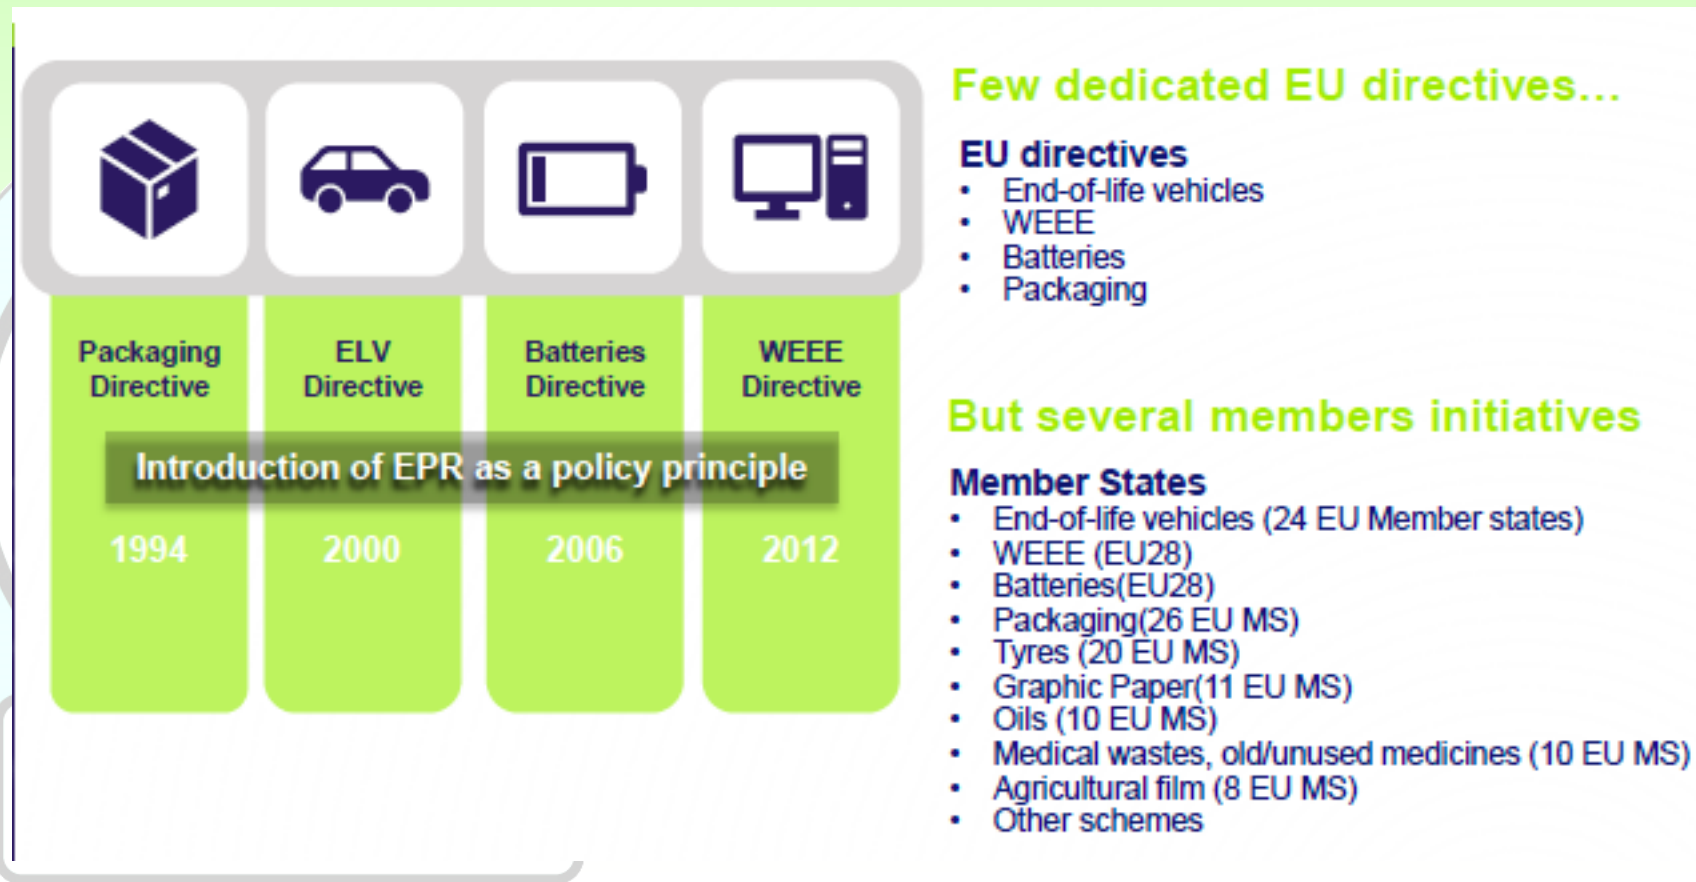 Packaging
Directive
ELV
Directive
Batteries
Directive
WEEE
Directive
Introduction of EPR as a policy principle
1994
2000
2006
2012
Few dedicated EU directives...
EU directives
• End-of-life vehicles
• WEEE
• Batteries
• Packaging
But several members initiatives
Member States
• End-of-life vehicles (24 EU Member states)
• WEEE (EU28)
• Batteries(EU28)
• Packaging(26 EU MS)
• Tyres (20 EU MS)
• Graphic Paper(11 EU MS)
• Oils (10 EU MS)
• Medical wastes, old/unused medicines (10 EU MS)
• Agricultural film (8 EU MS)
• Other schemes